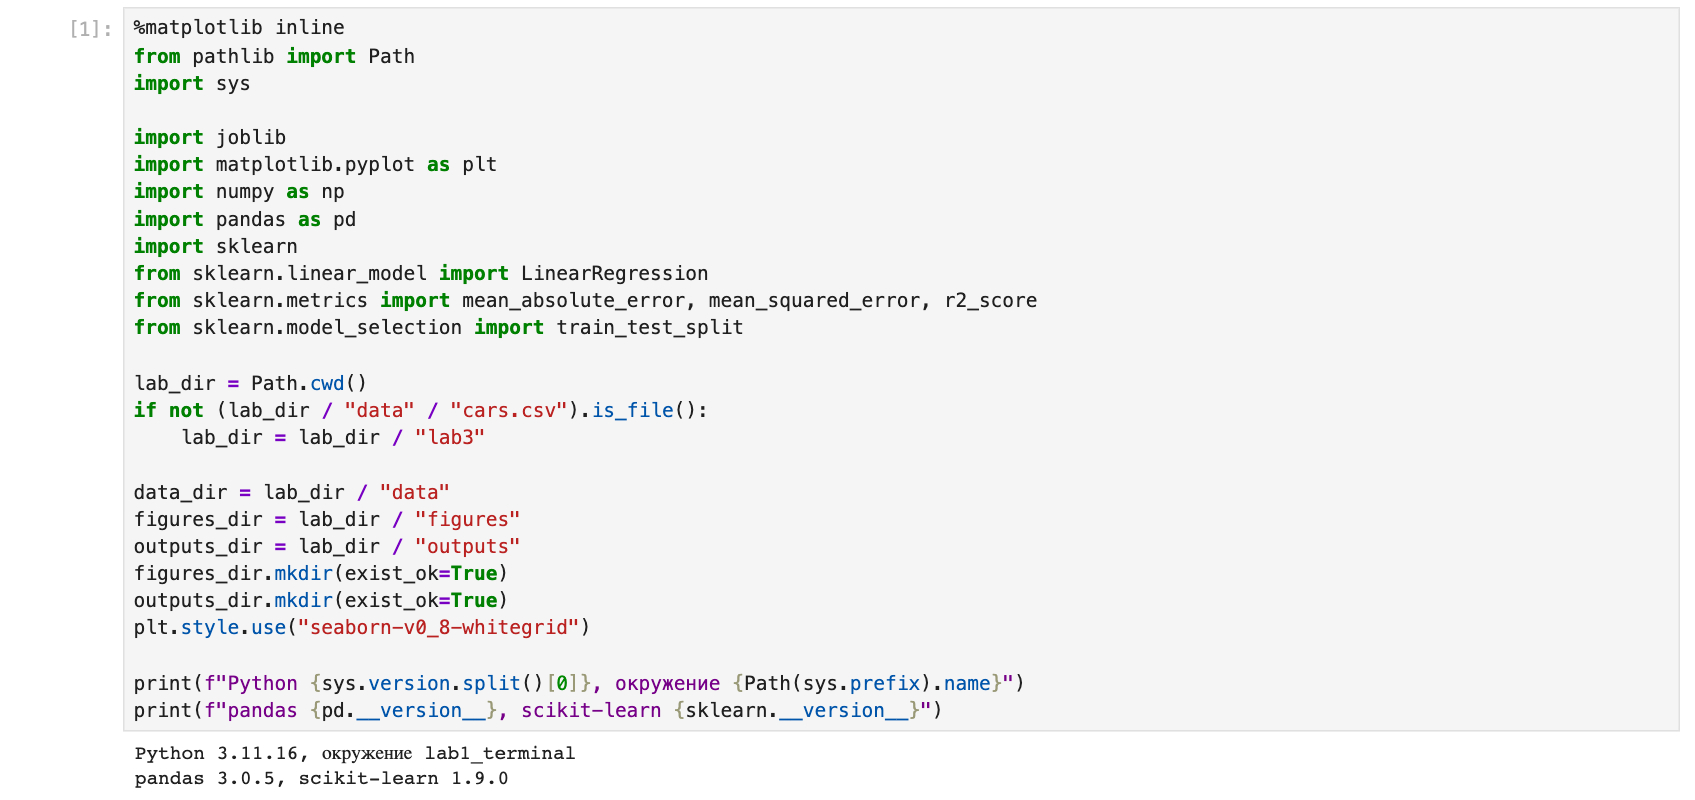 [1]:
%matplotlib inline
from pathlib import Path
import sys

import joblib
import matplotlib.pyplot as plt
import numpy as np
import pandas as pd
import sklearn
from sklearn.linear_model import LinearRegression
from sklearn.metrics import mean_absolute_error, mean_squared_error, r2_score
from sklearn.model_selection import train_test_split

lab_dir = Path.cwd()
if not (lab_dir / "data" / "cars.csv").is_file():
    lab_dir = lab_dir / "lab3"

data_dir = lab_dir / "data"
figures_dir = lab_dir / "figures"
outputs_dir = lab_dir / "outputs"
figures_dir.mkdir(exist_ok=True)
outputs_dir.mkdir(exist_ok=True)
plt.style.use("seaborn-v0_8-whitegrid")

print(f"Python {sys.version.split()[0]}, окружение {Path(sys.prefix).name}")
print(f"pandas {pd.__version__}, scikit-learn {sklearn.__version__}")
Python 3.11.16, окружение lab1_terminal
pandas 3.0.5, scikit-learn 1.9.0